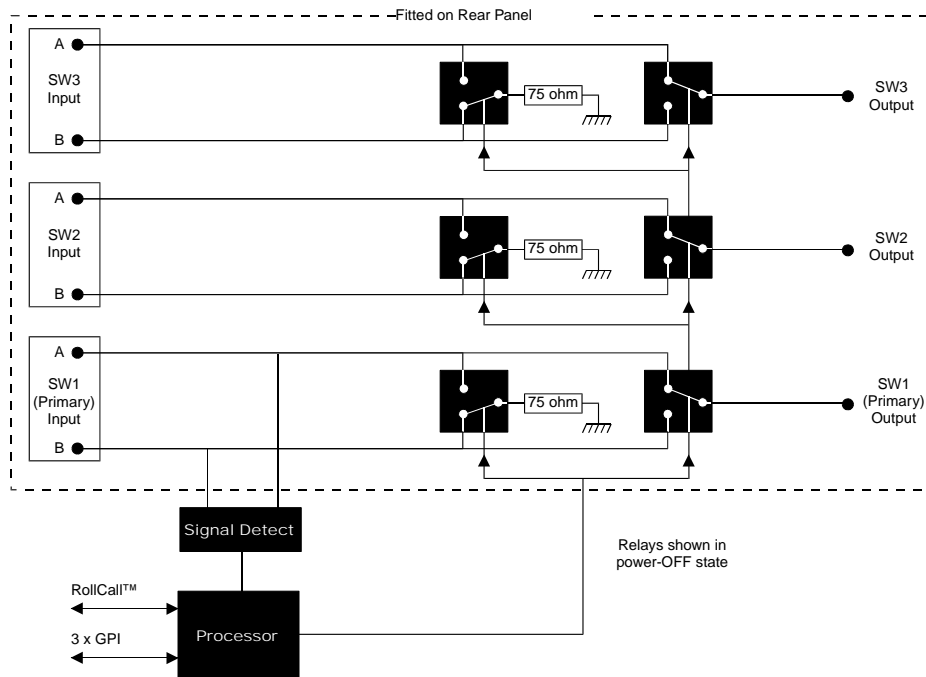 Fitted on Rear Panel
A
SW3
Input
B
75 ohm
SW3
Output
A
SW2
Input
B
75 ohm
SW2
Output
A
SW1
(Primary)
Input
B
75 ohm
SW1
(Primary)
Output
Signal Detect
Relays shown in
power-OFF state
RollCall™
3 x GPI
Processor